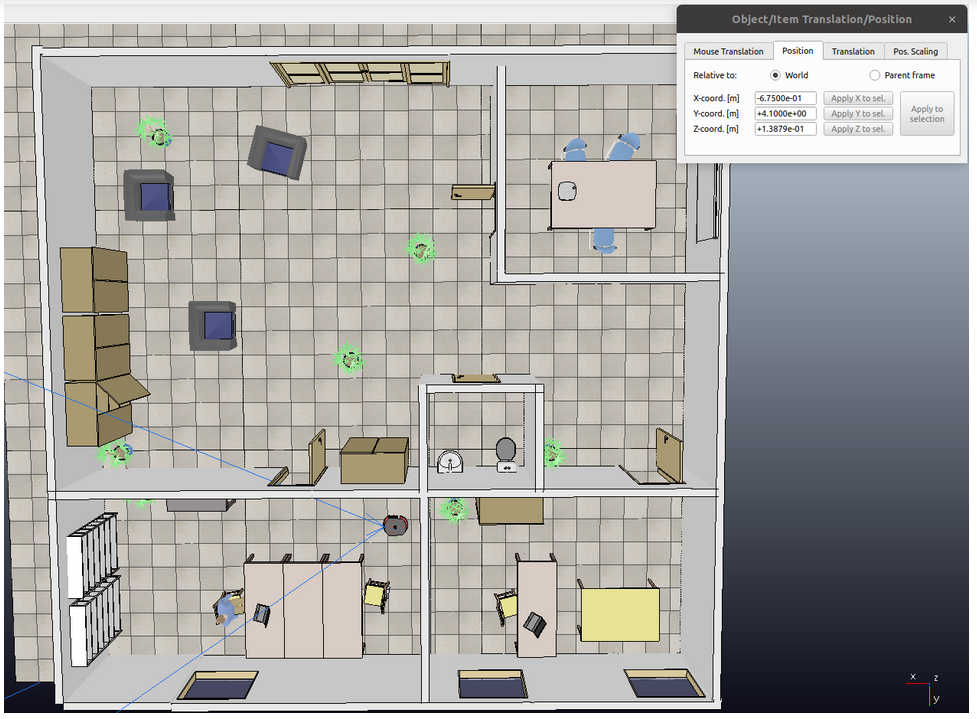 Object/Item Translation/Position ×
Mouse Translation Position Translation Pos. Scaling
Relative to: World Parent frame
X-coord. [m] -6.7500e-01 Apply X to sel.
Y-coord. [m] +4.1000e+00 Apply Y to sel.
Z-coord. [m] +1.3879e-01 Apply Z to sel.
Apply to
selection
x z
y